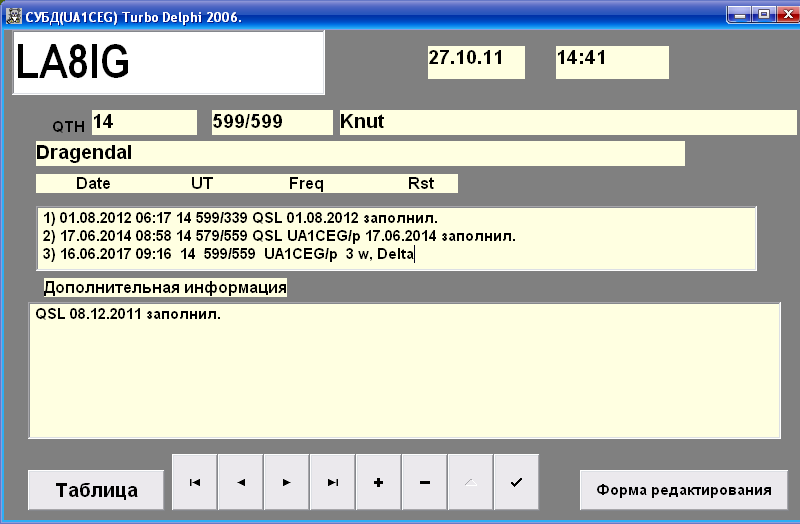 СУБД(UA1CEG) Turbo Delphi 2006.
LA8IG
27.10.11 14:41
QTH 14 599/599 Knut
Dragendal
Date UT Freq Rst
1) 01.08.2012 06:17 14 599/339 QSL 01.08.2012 заполнил.
2) 17.06.2014 08:58 14 579/559 QSL UA1CEG/p 17.06.2014 заполнил.
3) 16.06.2017 09:16 14 599/559 UA1CEG/p 3 w, Delta
Дополнительная информация
QSL 08.12.2011 заполнил.
Таблица
Форма редактирования